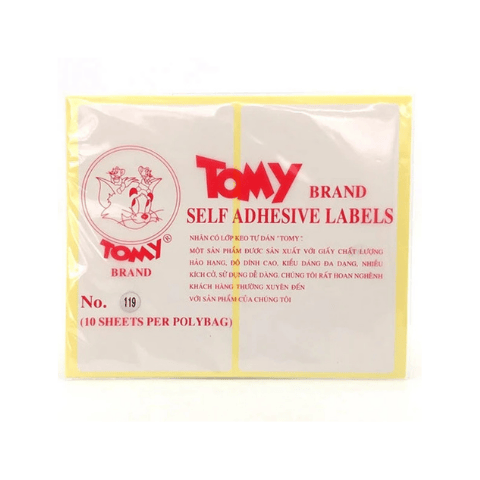 TOMY BRAND
SELF ADHESIVE LABELS
NHÃN CÓ LỚP KEO TỰ DÁN "TOMY".
MỘT SẢN PHẨM ĐƯỢC SẢN XUẤT VỚI GIẤY CHẤT LƯỢNG
HẢO HẠNG, ĐỘ DÍNH CAO, KIỂU DÁNG ĐA DẠNG, NHIỀU
KÍCH CỠ, SỬ DỤNG DỄ DÀNG. CHÚNG TÔI RẤT HOAN NGHÊNH
KHÁCH HÀNG THƯỜNG XUYÊN ĐẾN
VỚI SẢN PHẨM CỦA CHÚNG TÔI
TOMY®
BRAND
No. 119
(10 SHEETS PER POLYBAG)